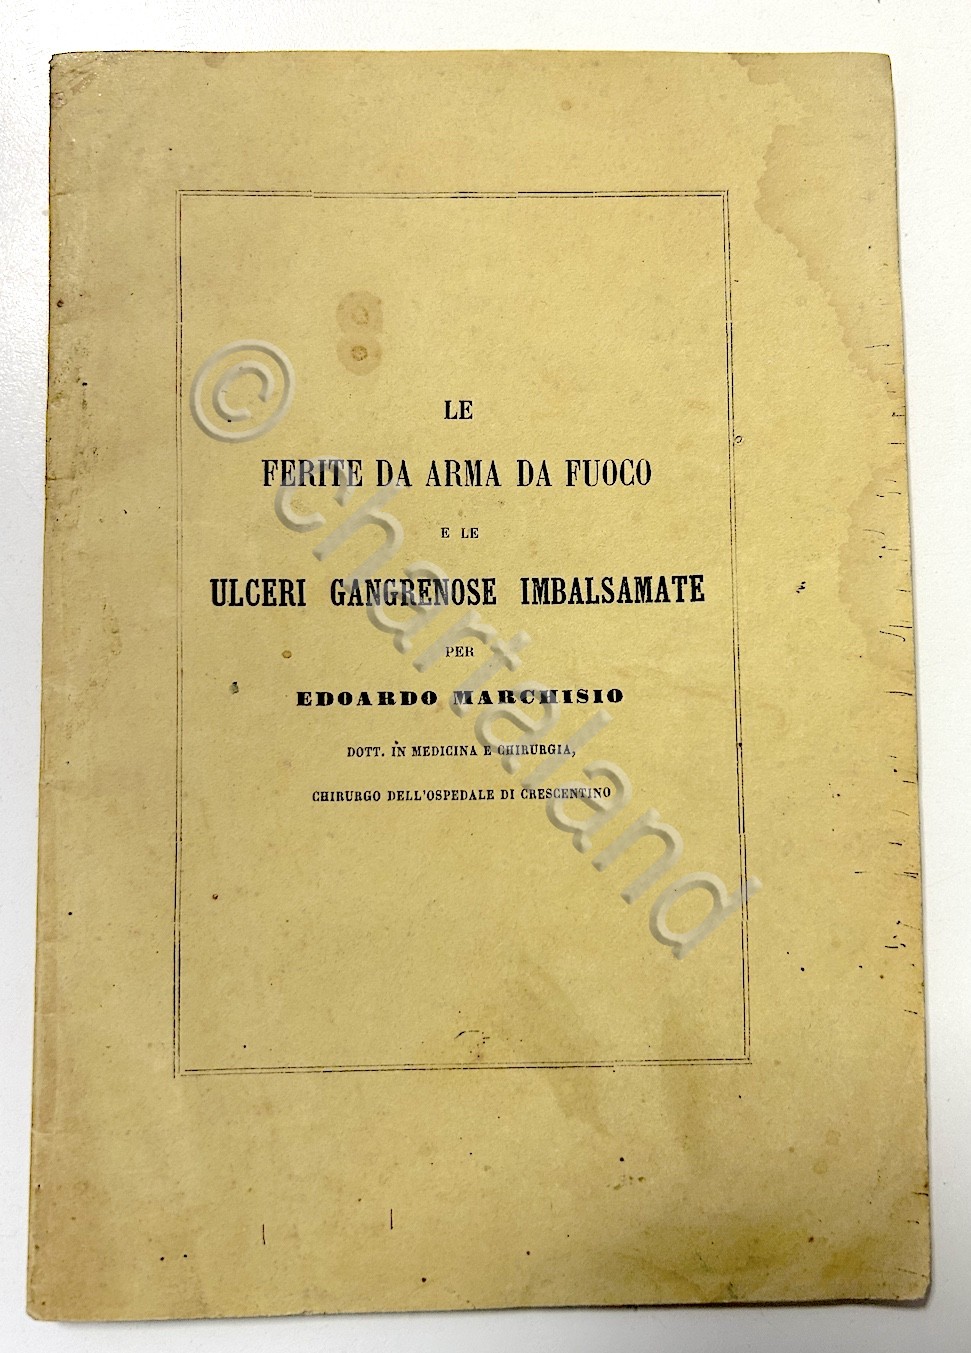 LE
FERITE DA ARMA DA FUOCO
E LE
ULCERI GANGRENOSE IMBALSAMATE
PER
EDOARDO MARCHISIO
DOTT. IN MEDICINA E CHIRURGIA,
CHIRURGO DELL'OSPEDALE DI CRESCENTINO
© chartaland